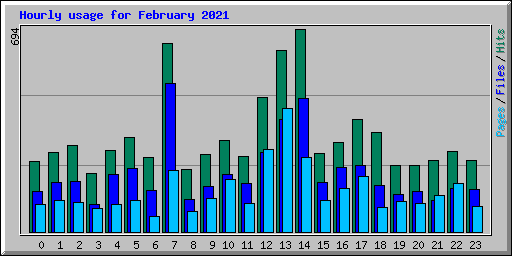 Hourly usage for February 2021
694
Pages / Files / Hits
0 1 2 3 4 5 6 7 8 9 10 11 12 13 14 15 16 17 18 19 20 21 22 23